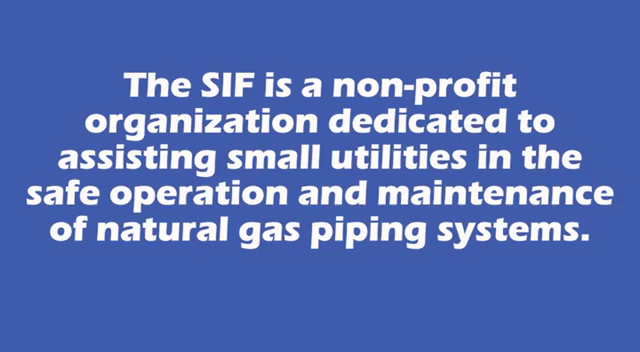 The SIF is a non-profit
organization dedicated to
assisting small utilities in the
safe operation and maintenance
of natural gas piping systems.